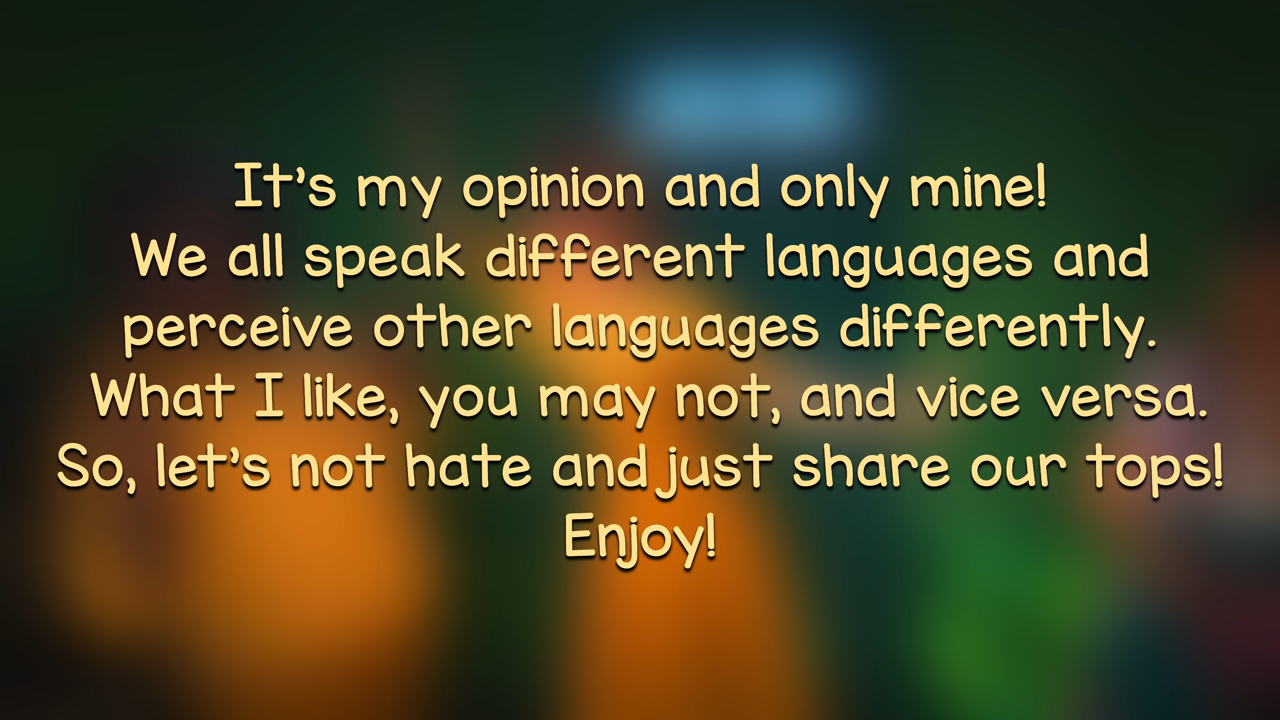 It's my opinion and only mine!
We all speak different languages and
perceive other languages differently.
What I like, you may not, and vice versa.
So, let's not hate and just share our tops!
Enjoy!